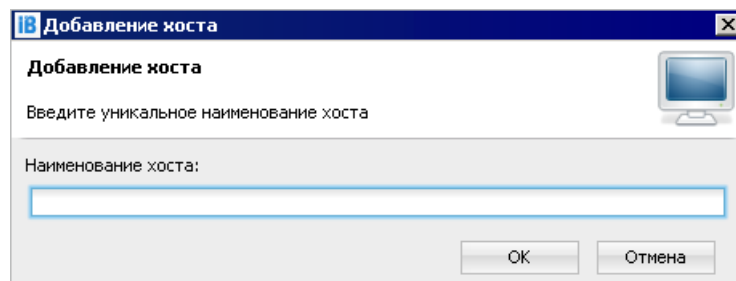 iB Добавление хоста
Добавление хоста
Введите уникальное наименование хоста
Наименование хоста:
OK Отмена